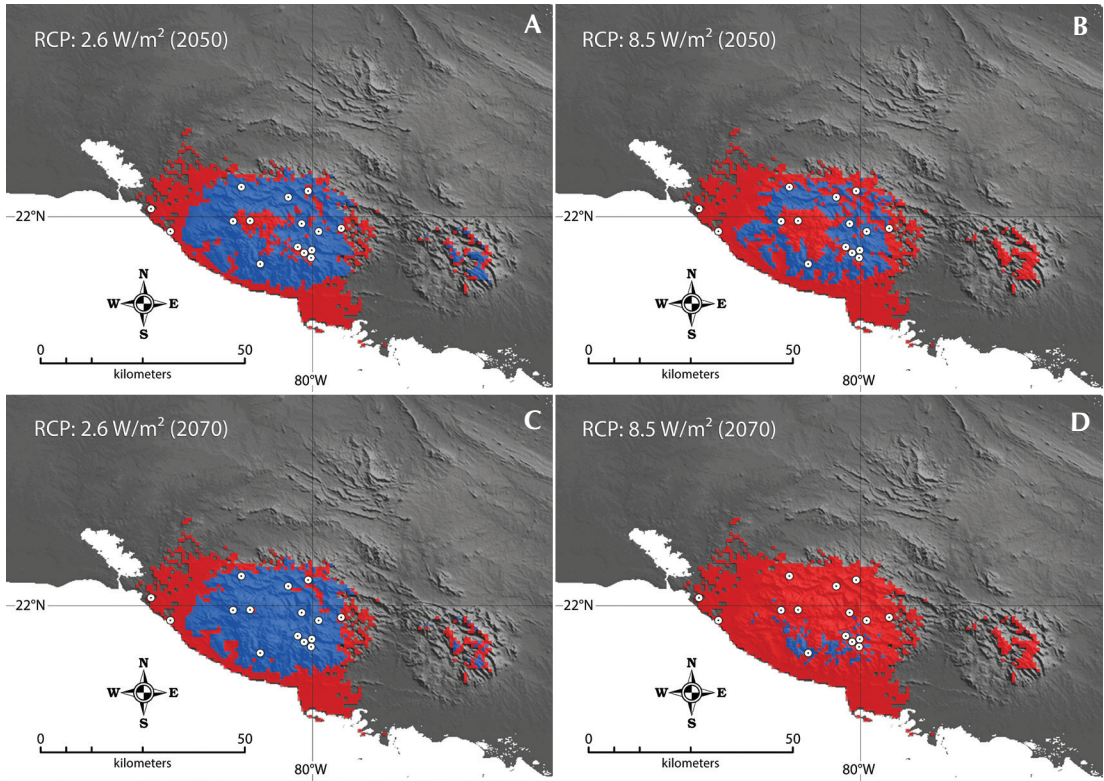 RCP: 2.6 W/m² (2050)
A
22°N
N
W E
S
0 50
kilometers
80°W
RCP: 8.5 W/m² (2050)
B
22°N
N
W E
S
0 50
kilometers
80°W
RCP: 2.6 W/m² (2070)
C
22°N
N
W E
S
0 50
kilometers
80°W
RCP: 8.5 W/m² (2070)
D
22°N
N
W E
S
0 50
kilometers
80°W